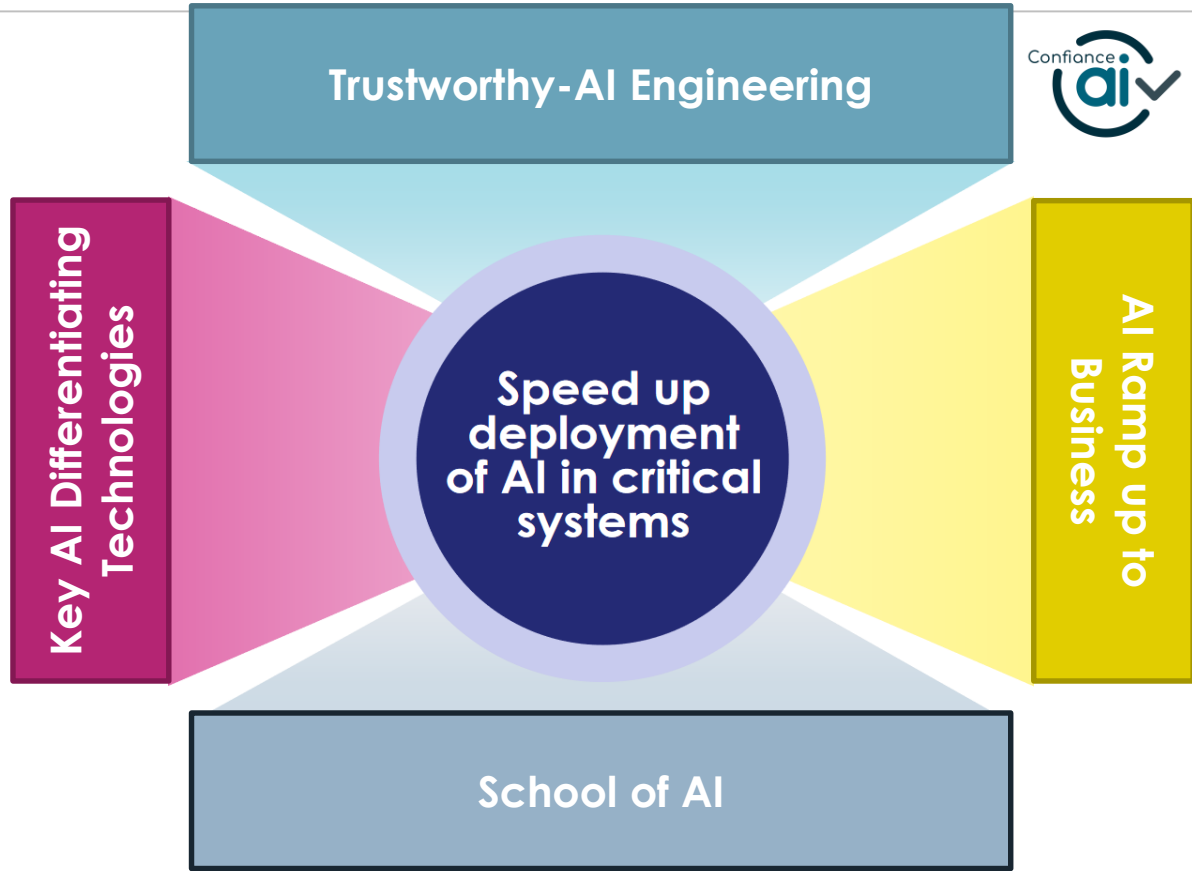 Trustworthy-AI Engineering
Confiance
ai
Key AI Differentiating
Technologies
Speed up
deployment
of AI in critical
systems
AI Ramp up to
Business
School of AI